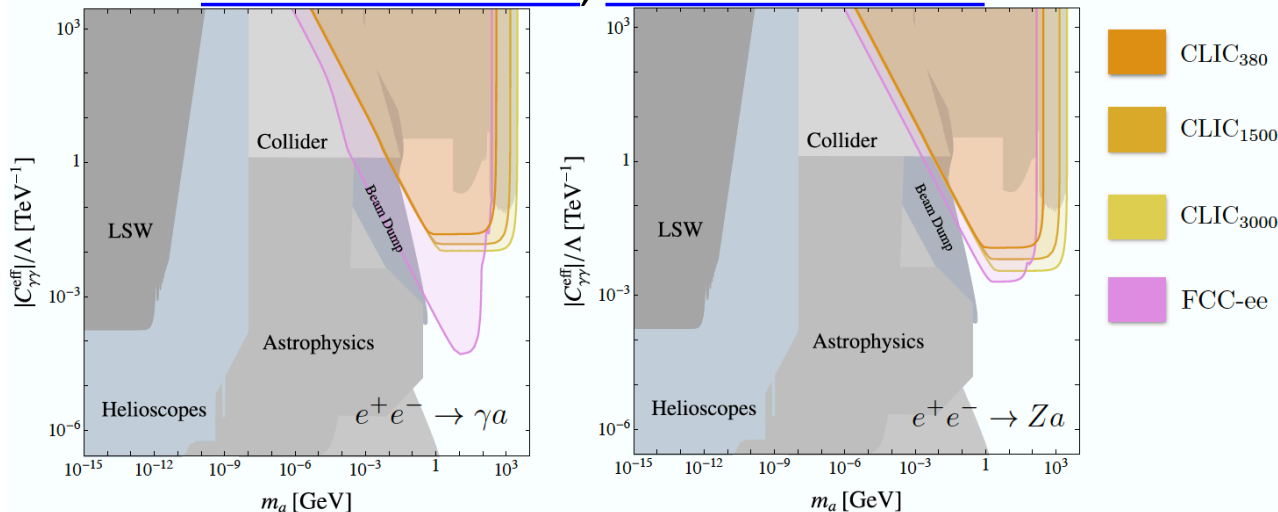 10³
1
10⁻³
10⁻⁶
|C^eff_γγ|/Λ [TeV⁻¹]
Collider
LSW
Beam Dump
Astrophysics
Helioscopes
e⁺e⁻ → γa
10⁻¹⁵ 10⁻¹² 10⁻⁹ 10⁻⁶ 10⁻³ 1 10³
mₐ [GeV]
10³
1
10⁻³
10⁻⁶
|C^eff_γγ|/Λ [TeV⁻¹]
Collider
LSW
Beam Dump
Astrophysics
Helioscopes
e⁺e⁻ → Za
10⁻¹⁵ 10⁻¹² 10⁻⁹ 10⁻⁶ 10⁻³ 1 10³
mₐ [GeV]
CLIC₃₈₀
CLIC₁₅₀₀
CLIC₃₀₀₀
FCC-ee